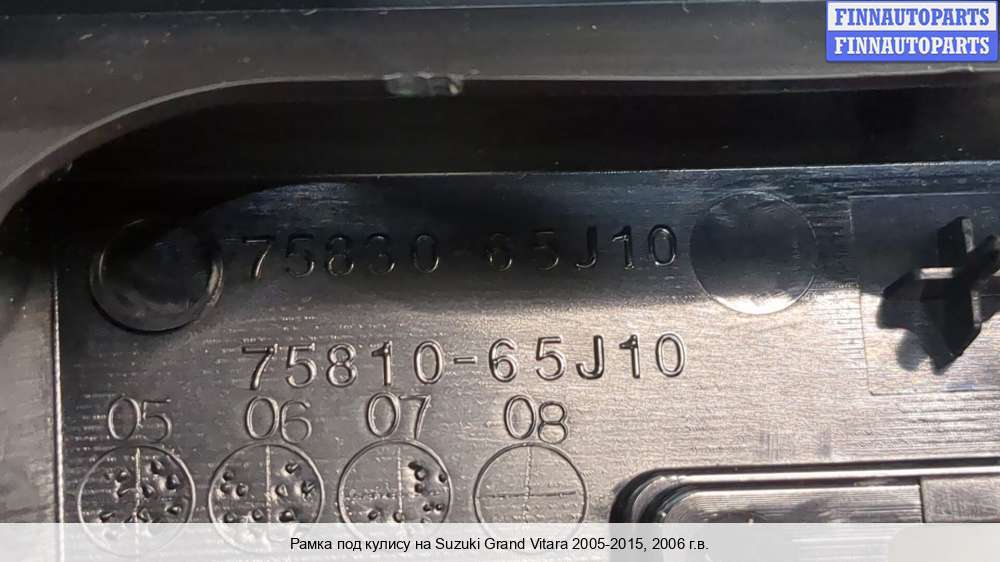 FINNAUTOPARTS
FINNAUTOPARTS
75830-65J10
75810-65J10
05 06 07 08
Рамка под кулису на Suzuki Grand Vitara 2005-2015, 2006 г.в.